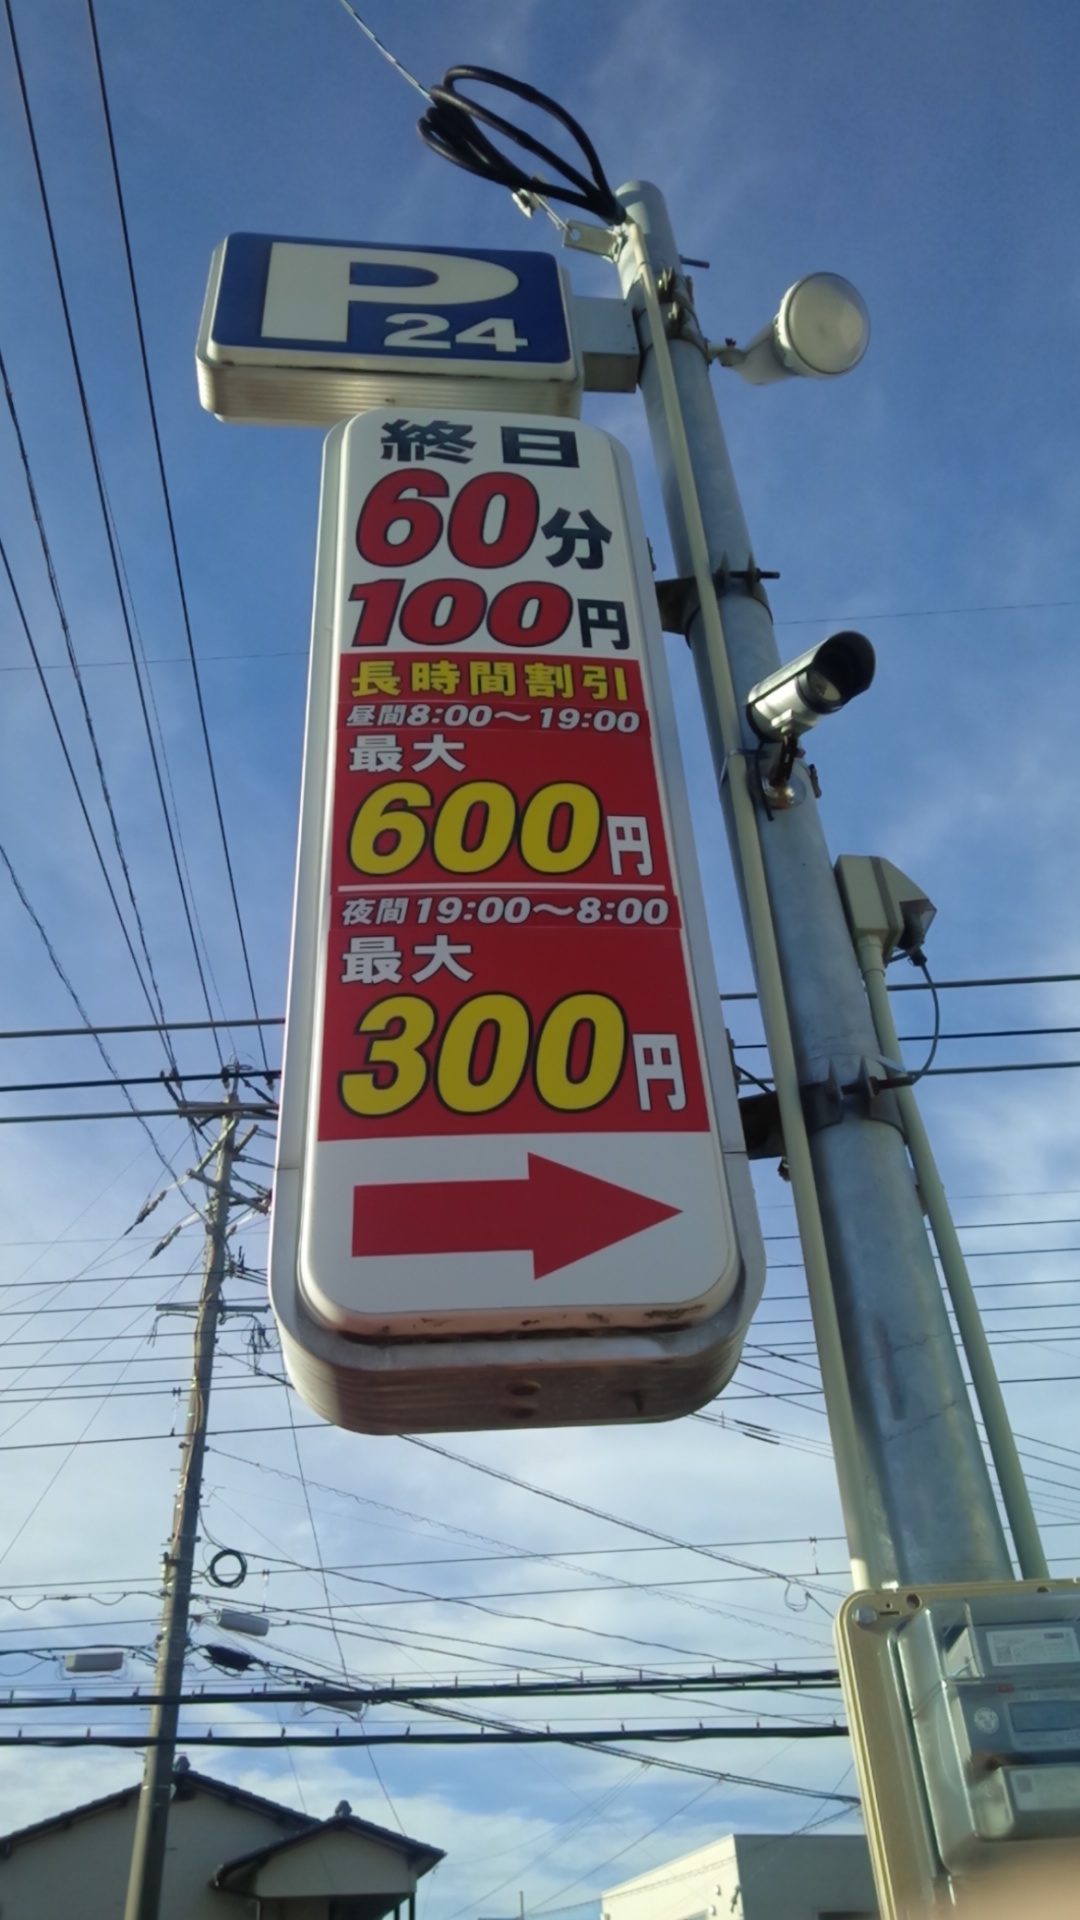 P24
終日
60分
100円
長時間割引
昼間8:00〜19:00
最大
600円
夜間19:00〜8:00
最大
300円